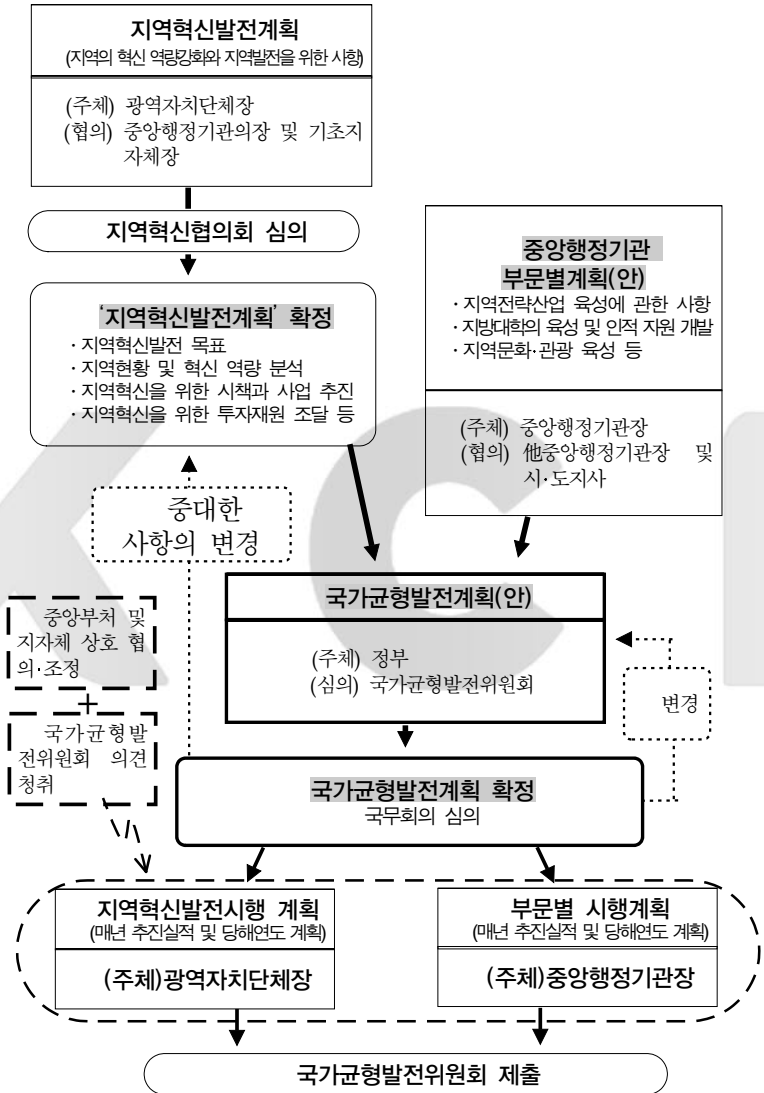 지역혁신발전계획
(지역의 혁신 역량강화와 지역발전을 위한 사항)
(주체) 광역자치단체장
(협의) 중앙행정기관의장 및 기초지
자체장
지역혁신협의회 심의
'지역혁신발전계획' 확정
· 지역혁신발전 목표
· 지역현황 및 혁신 역량 분석
· 지역혁신을 위한 시책과 사업 추진
· 지역혁신을 위한 투자재원 조달 등
중앙행정기관
부문별계획(안)
· 지역전략산업 육성에 관한 사항
· 지방대학의 육성 및 인적 자원 개발
· 지역문화·관광 육성 등
(주체) 중앙행정기관장
(협의) 他중앙행정기관장 및
시·도지사
중대한
사항의 변경
국가균형발전계획(안)
(주체) 정부
(심의) 국가균형발전위원회
변경
중앙부처 및
지자체 상호 협
의·조정
+
국가균형발
전위원회 의견
청취
국가균형발전계획 확정
국무회의 심의
지역혁신발전시행 계획
(매년 추진실적 및 당해연도 계획)
(주체)광역자치단체장
부문별 시행계획
(매년 추진실적 및 당해연도 계획)
(주체)중앙행정기관장
국가균형발전위원회 제출
KCI